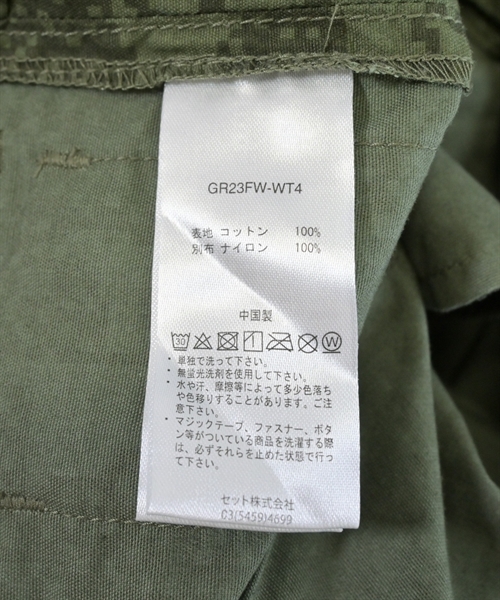 GR23FW-WT4
表地 コットン 100%
別布 ナイロン 100%
中国製
30 W
・単独で洗って下さい。
・無蛍光洗剤を使用して下さい。
・水や汗、摩擦等によって多少色落ち
や色移りすることがあります。ご注
意下さい。
・マジックテープ、ファスナー、ボタ
ン等がついている商品を洗濯する際
は、必ずそれらを止めた状態で行っ
て下さい。
セット株式会社
03(5459)4699